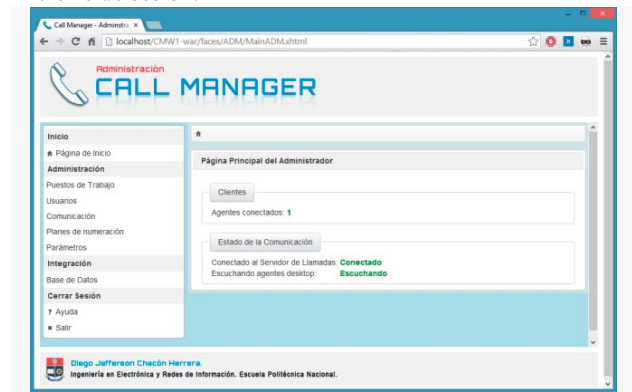 Call Manager - Adminstra
localhost/CMW1-war/faces/ADM/MainADM.xhtml
Administración
CALL MANAGER
Inicio
Página de Inicio
Administración
Puestos de Trabajo
Usuarios
Comunicación
Planes de numeración
Parámetros
Integración
Base de Datos
Cerrar Sesión
? Ayuda
Salir
Página Principal del Administrador
Clientes
Agentes conectados: 1
Estado de la Comunicación
Conectado al Servidor de Llamadas: Conectado
Escuchando agentes desktop: Escuchando
Diego Jefferson Chacón Herrera.
Ingeniería en Electrónica y Redes de Información. Escuela Politécnica Nacional.